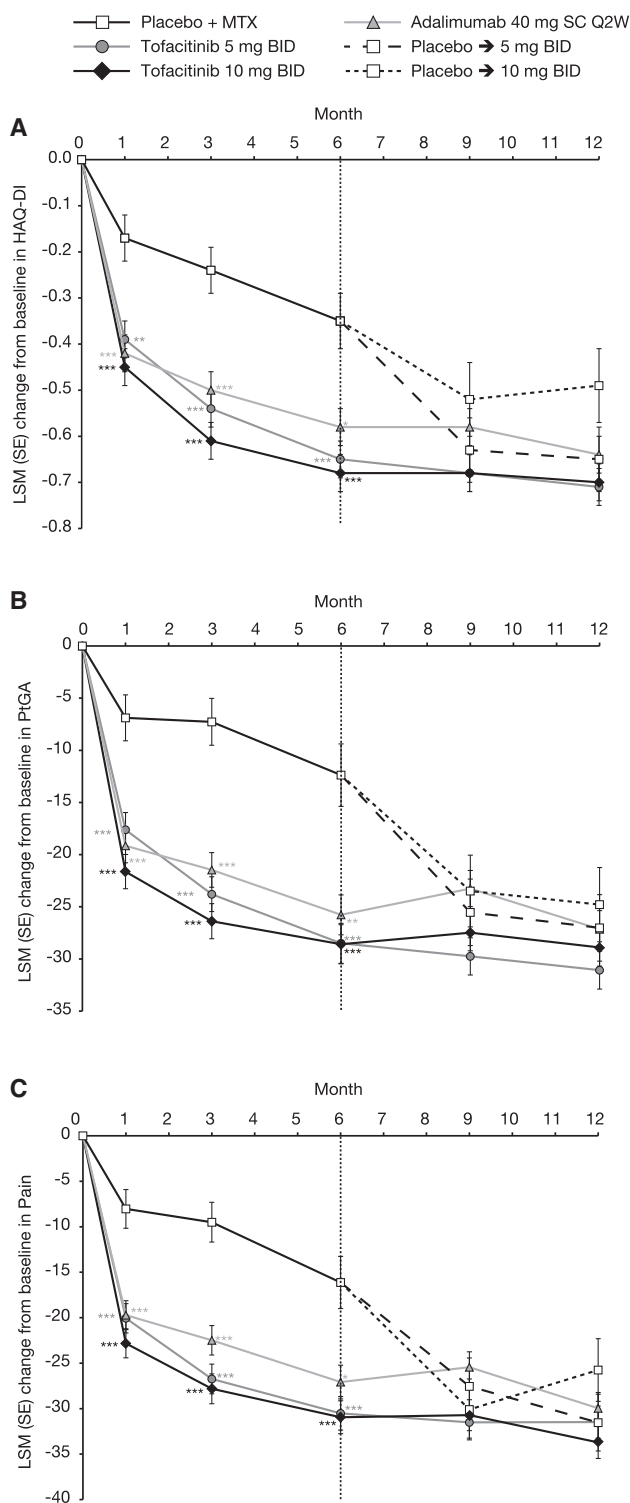 Placebo + MTX
Adalimumab 40 mg SC Q2W
Tofacitinib 5 mg BID
Placebo ➔ 5 mg BID
Tofacitinib 10 mg BID
Placebo ➔ 10 mg BID
A
Month
0 1 2 3 4 5 6 7 8 9 10 11 12
LSM (SE) change from baseline in HAQ-DI
0.0
-0.1
-0.2
-0.3
-0.4
-0.5
-0.6
-0.7
-0.8
**
***
***
***
***
***
*
***
***
B
Month
0 1 2 3 4 5 6 7 8 9 10 11 12
LSM (SE) change from baseline in PtGA
0
-5
-10
-15
-20
-25
-30
-35
***
***
***
***
***
***
**
***
***
C
Month
0 1 2 3 4 5 6 7 8 9 10 11 12
LSM (SE) change from baseline in Pain
0
-5
-10
-15
-20
-25
-30
-35
-40
***
***
***
***
***
***
*
***
***